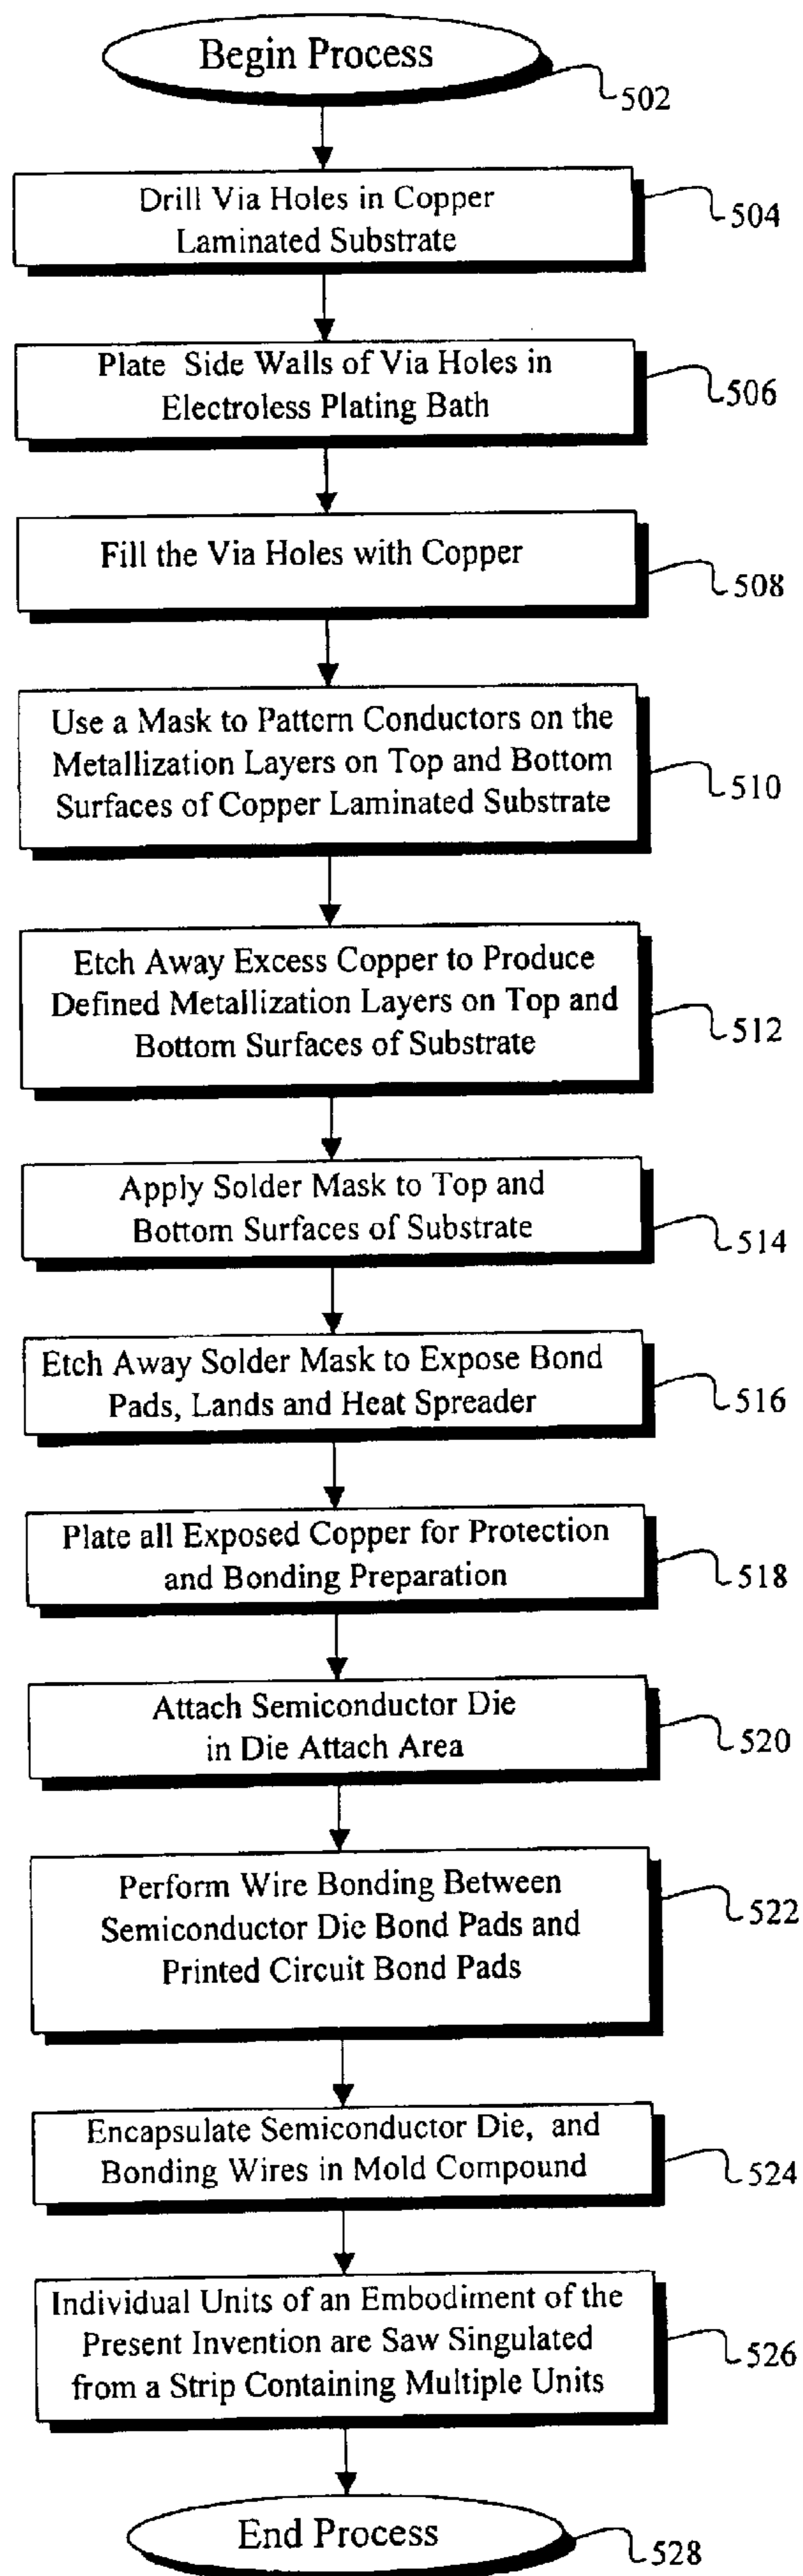 Begin Process
502
Drill Via Holes in Copper
Laminated Substrate
504
Plate Side Walls of Via Holes in
Electroless Plating Bath
506
Fill the Via Holes with Copper
508
Use a Mask to Pattern Conductors on the
Metallization Layers on Top and Bottom
Surfaces of Copper Laminated Substrate
510
Etch Away Excess Copper to Produce
Defined Metallization Layers on Top and
Bottom Surfaces of Substrate
512
Apply Solder Mask to Top and
Bottom Surfaces of Substrate
514
Etch Away Solder Mask to Expose Bond
Pads, Lands and Heat Spreader
516
Plate all Exposed Copper for Protection
and Bonding Preparation
518
Attach Semiconductor Die
in Die Attach Area
520
Perform Wire Bonding Between
Semiconductor Die Bond Pads and
Printed Circuit Bond Pads
522
Encapsulate Semiconductor Die, and
Bonding Wires in Mold Compound
524
Individual Units of an Embodiment of the
Present Invention are Saw Singulated
from a Strip Containing Multiple Units
526
End Process
528